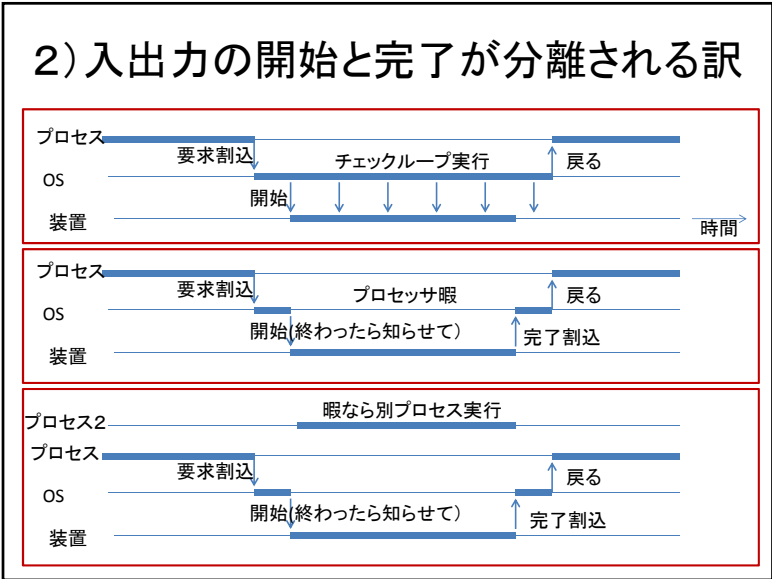 ２）入出力の開始と完了が分離される訳
プロセス
要求割込
チェックループ実行
戻る
OS
開始
装置
時間
プロセス
要求割込
プロセッサ暇
戻る
OS
開始(終わったら知らせて)
完了割込
装置
暇なら別プロセス実行
プロセス２
プロセス
要求割込
戻る
OS
開始(終わったら知らせて)
完了割込
装置